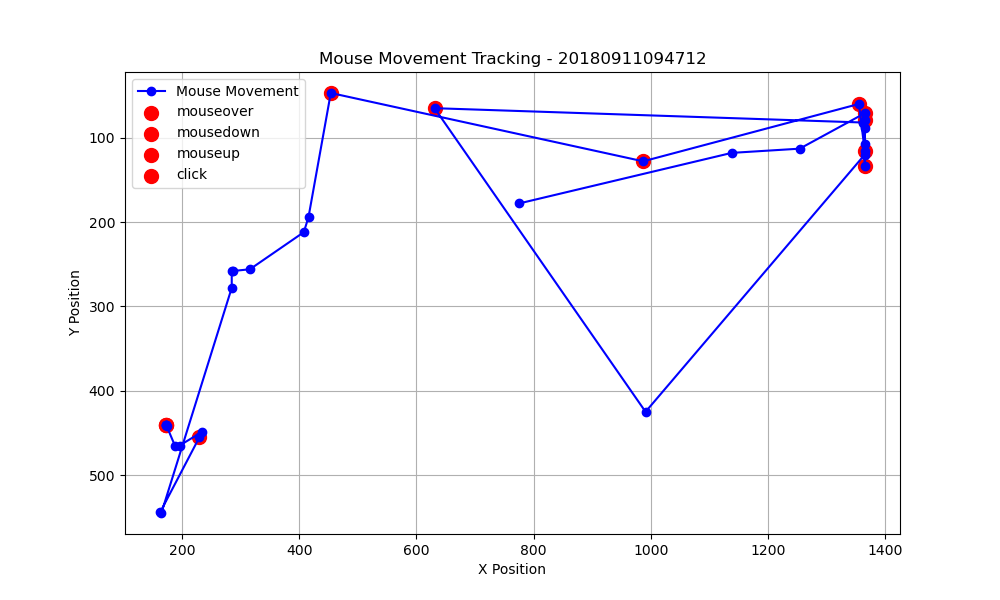 Mouse Movement Tracking - 20180911094712
Mouse Movement
mouseover
mousedown
mouseup
click
Y Position
100
200
300
400
500
200
400
600
800
1000
1200
1400
X Position